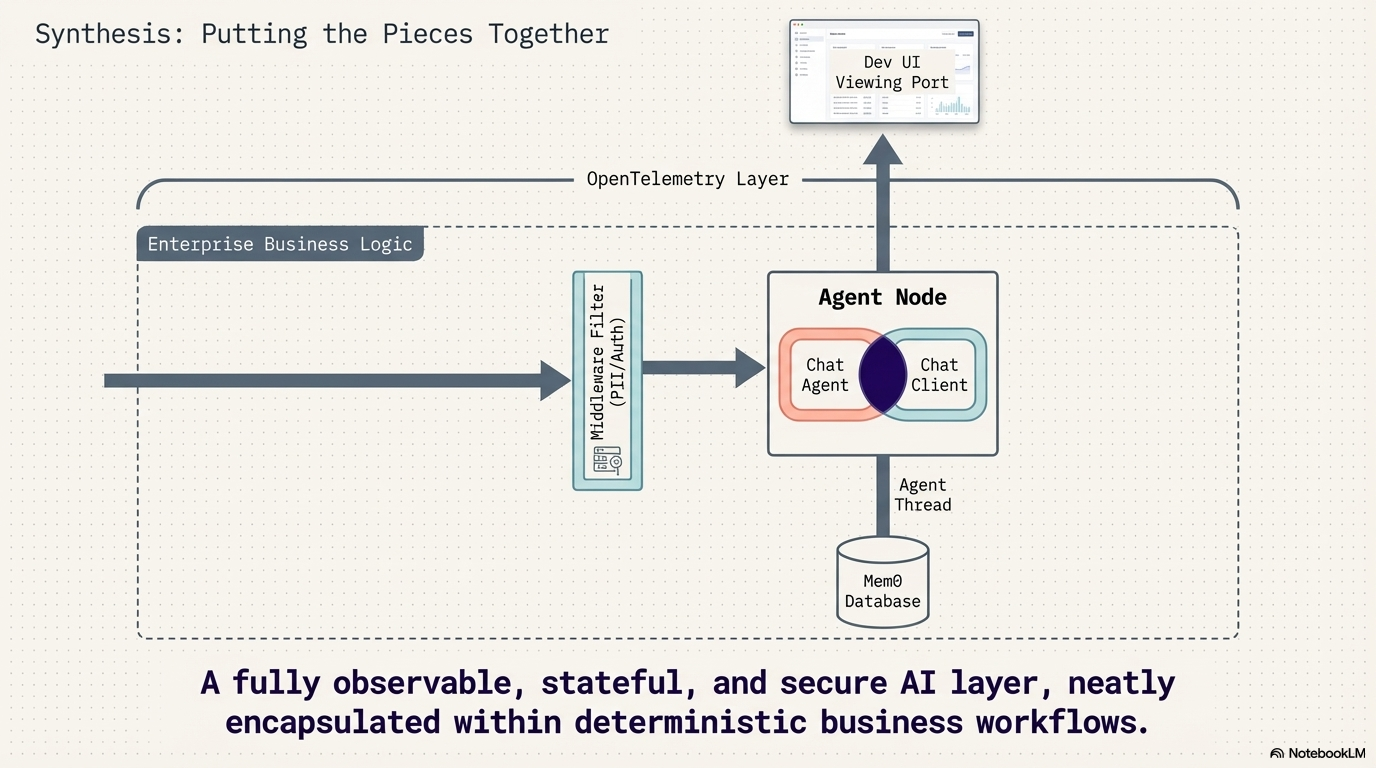 Synthesis: Putting the Pieces Together
Dev UI
Viewing Port
OpenTelemetry Layer
Enterprise Business Logic
Middleware Filter
(PII/Auth)
Agent Node
Chat
Agent
Chat
Client
Agent
Thread
Mem0
Database
A fully observable, stateful, and secure AI layer, neatly
encapsulated within deterministic business workflows.
NotebookLM